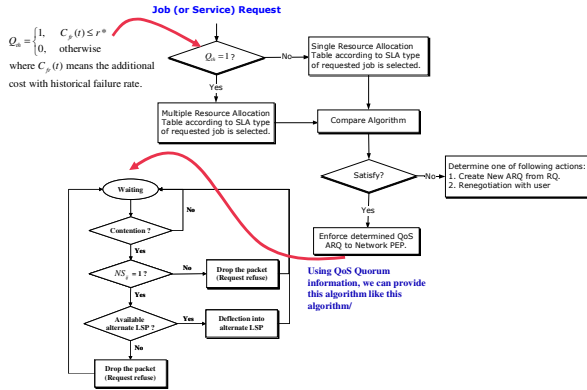 Job (or Service) Request
Q_th = {1, C_fr(t) ≤ r*
0, otherwise
where C_fr(t) means the additional
cost with historical failure rate.
Q_th = 1 ?
No
Single Resource Allocation
Table according to SLA type
of requested job is selected.
Yes
Multiple Resource Allocation
Table according to SLA type
of requested job is selected.
Compare Algorithm
Satisfy?
No
Determine one of following actions:
1. Create New ARQ from RQ.
2. Renegotiation with user
Yes
Enforce determined QoS
ARQ to Network PEP.
Waiting
No
Contention ?
Yes
= 1 ?
No
Drop the packet
(Request refuse)
Yes
Available
alternate LSP ?
Yes
Deflection into
alternate LSP
No
Drop the packet
(Request refuse)
Using QoS Quorum
information, we can provide
this algorithm like this
algorithm/